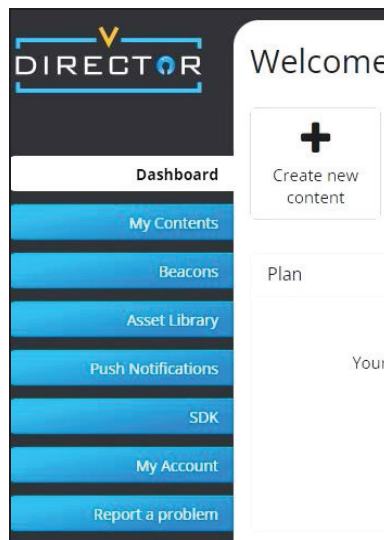 DIRECTOR
Welcome
Dashboard
My Contents
Beacons
Asset Library
Push Notifications
SDK
My Account
Report a problem
Create new
content
Plan
Your